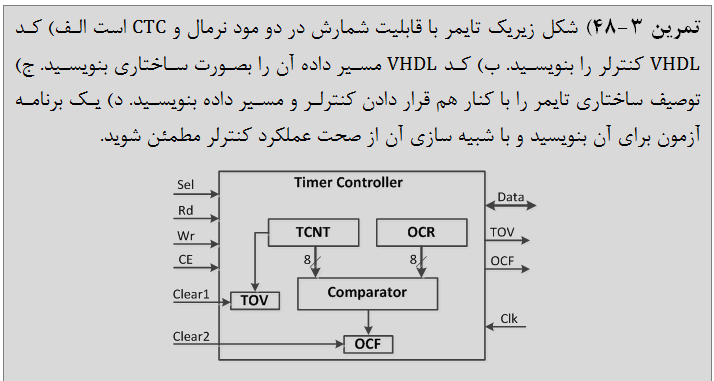 تمرین ۳-۴۸) شکل زیریک تایمر با قابلیت شمارش در دو مود نرمال و CTC است الف) کد
VHDL کنترلر را بنویسید. ب) کد VHDL مسیر داده آن را بصورت ساختاری بنویسید. ج)
توصیف ساختاری تایمر را با کنار هم قرار دادن کنترلر و مسیر داده بنویسید. د) یک برنامه
آزمون برای آن بنویسید و با شبیه سازی آن از صحت عملکرد کنترلر مطمئن شوید.
Timer Controller
Sel
Rd
Wr
CE
Clear1
Clear2
TCNT
OCR
8
8
Comparator
TOV
OCF
Data
TOV
OCF
Clk